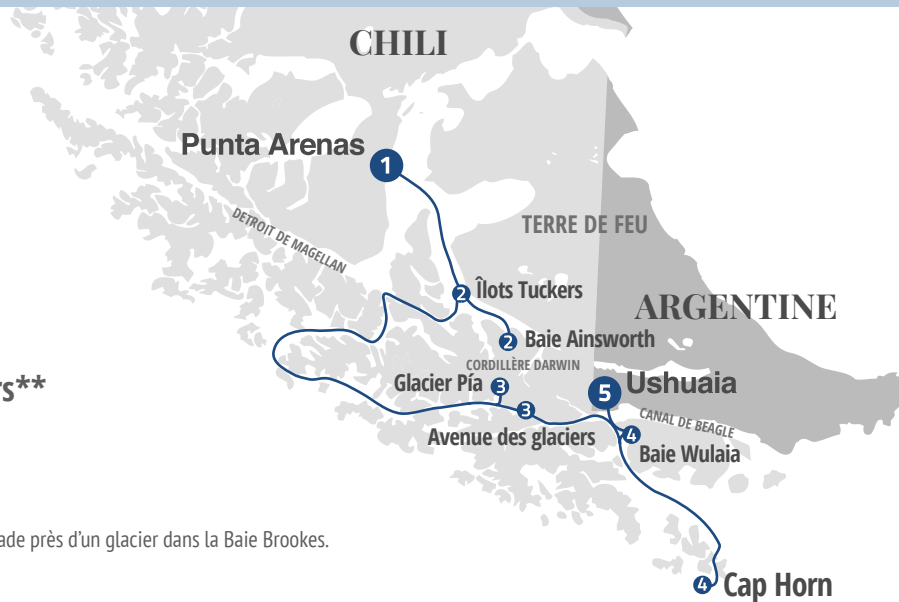 CHILI
Punta Arenas
1
DETROIT DE MAGELLAN
TERRE DE FEU
2
Îlots Tuckers
ARGENTINE
2
Baie Ainsworth
CORDILLÈRE DARWIN
rs**
Glacier Pía
3
5
Ushuaia
3
CANAL DE BEAGLE
Avenue des glaciers
4
Baie Wulaia
ade près d'un glacier dans la Baie Brookes.
4
Cap Horn